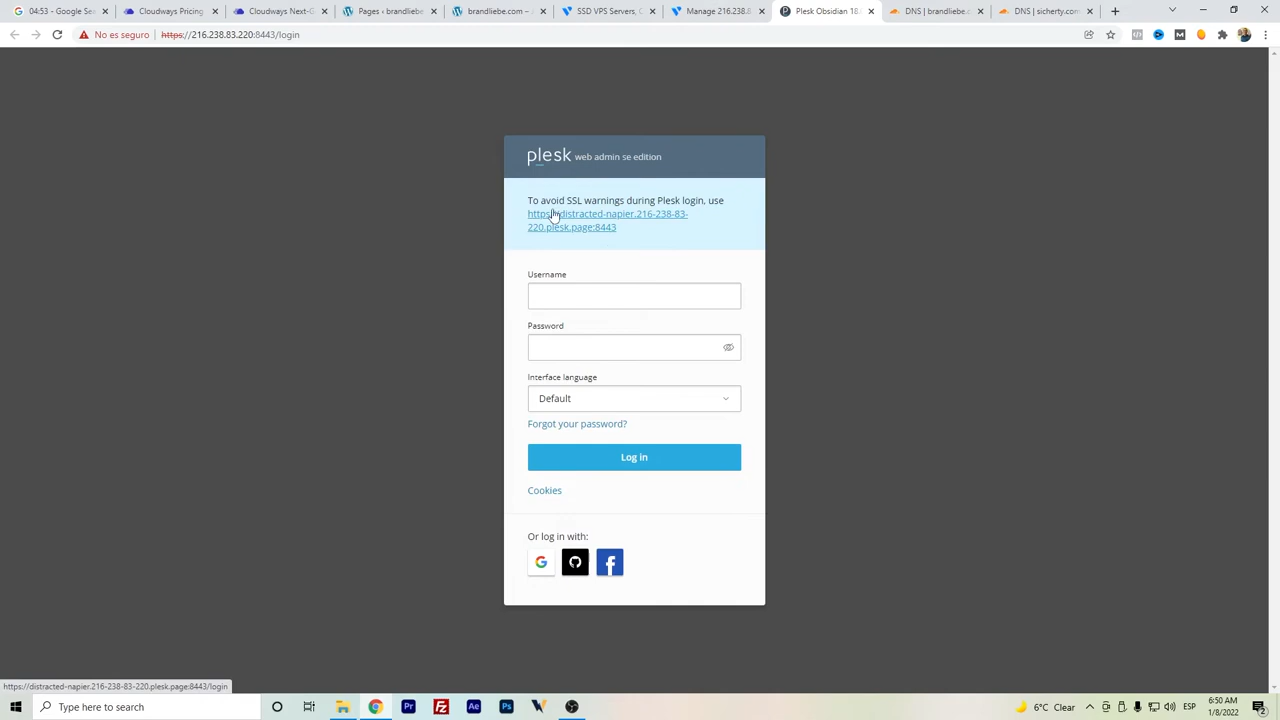 04:53 - Google Se
Cloudways Pricing
Cloudways Next-G
Pages ‹ brandliebe
brandliebe.com – A
SSD VPS Servers, C
Manage 216.238.8
Plesk Obsidian 18.
DNS | brandliebe.c
DNS | sicherty.com
No es seguro | https://216.238.83.220:8443/login
plesk web admin se edition
To avoid SSL warnings during Plesk login, use
https://distracted-napier.216-238-83-
220.plesk.page:8443
Username
Password
Interface language
Default
Forgot your password?
Log in
Cookies
Or log in with:
https://distracted-napier.216-238-83-220.plesk.page:8443/login
Type here to search
Pr
Fz
Ae
Ps
6°C Clear
ESP
6:50 AM
1/8/2022
2